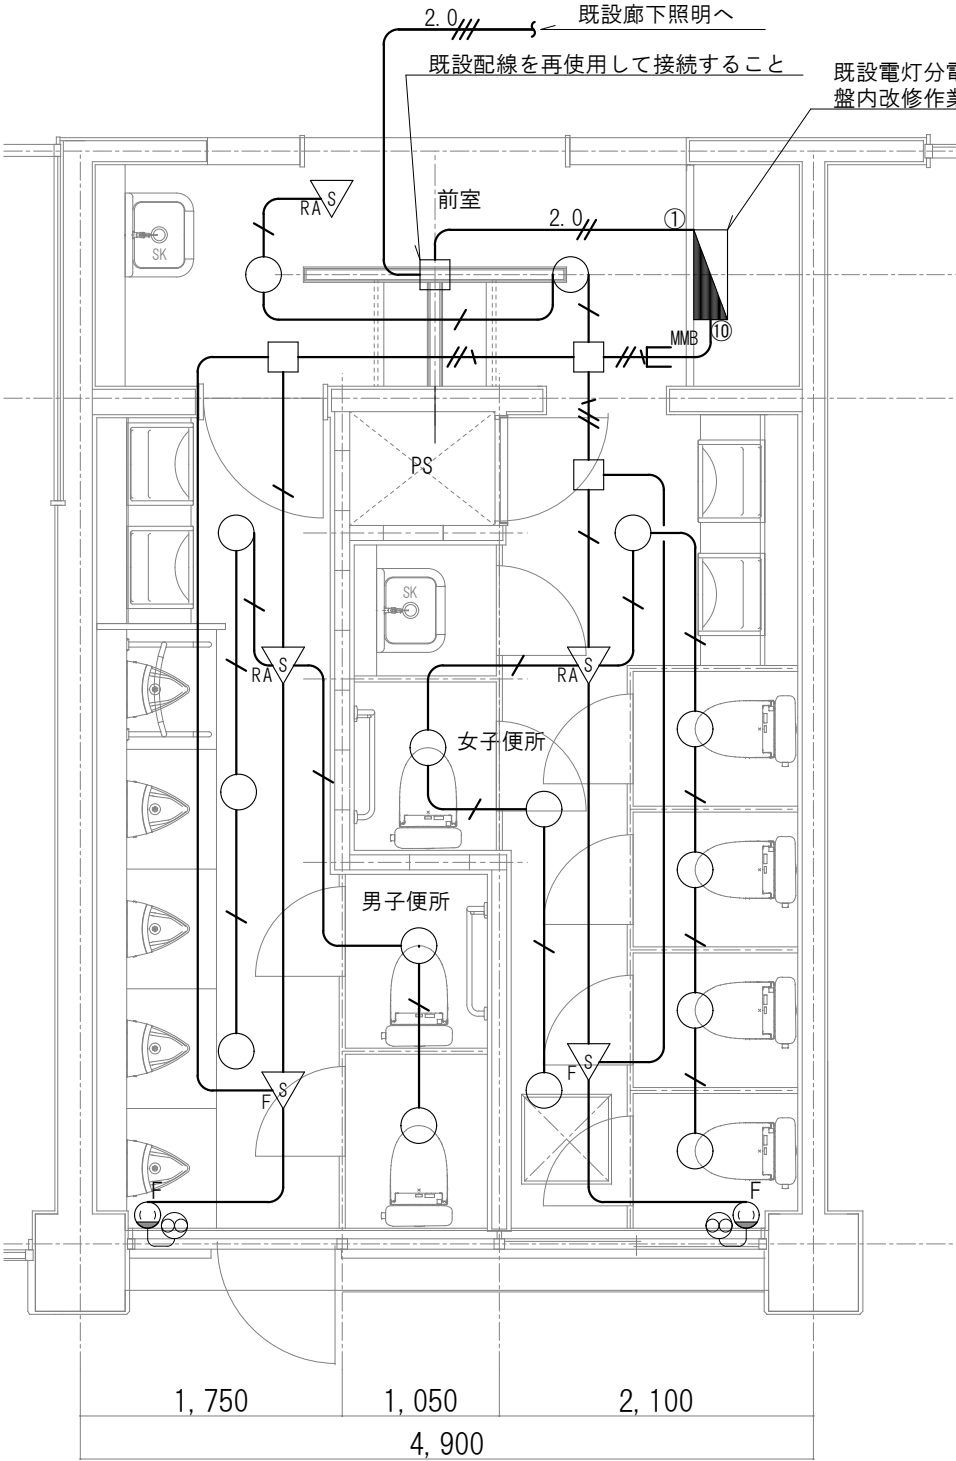 2.0
既設廊下照明へ
既設配線を再使用して接続すること
既設電灯分電
盤内改修作業
S
RA
前室
2.0
①
SK
MMB
⑩
PS
SK
S
RA
S
RA
女子便所
男子便所
S
F
S
F
F
F
1,750
1,050
2,100
4,900